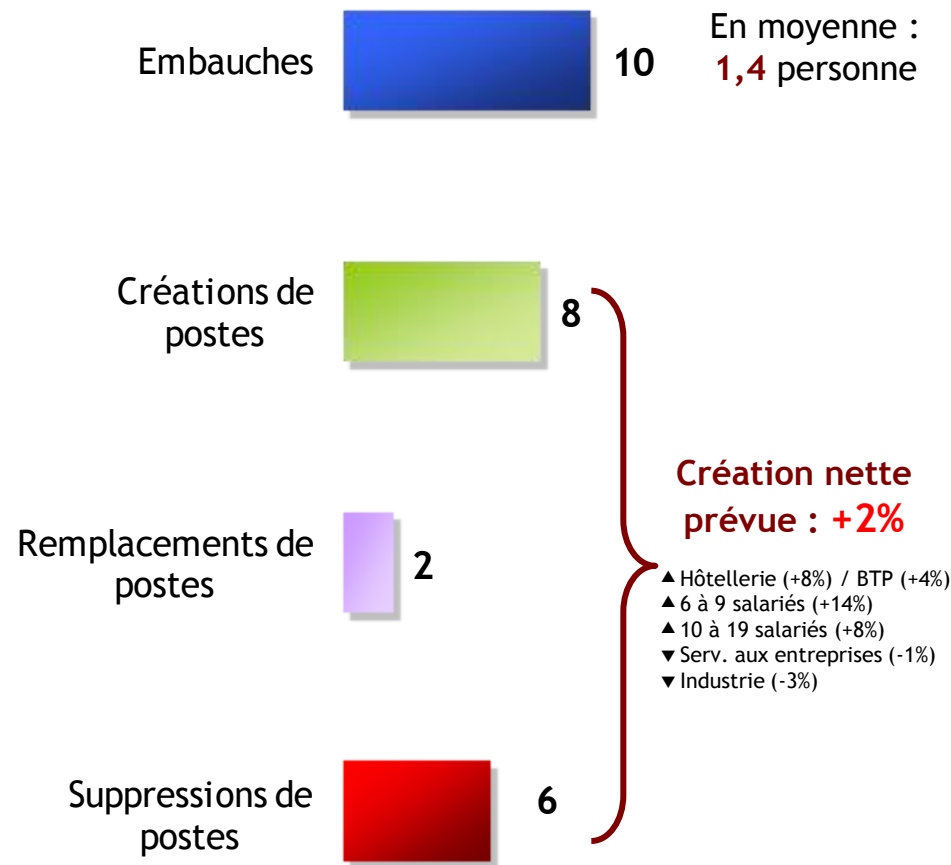 Embauches
10
En moyenne :
1,4 personne
Créations de
postes
8
Création nette
prévue : +2%
Remplacements de
postes
2
▲ Hôtellerie (+8%) / BTP (+4%)
▲ 6 à 9 salariés (+14%)
▲ 10 à 19 salariés (+8%)
▼ Serv. aux entreprises (-1%)
▼ Industrie (-3%)
Suppressions de
postes
6